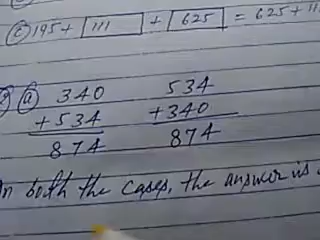 (c) 195 + 111 + 625 = 625 + 11
(a) 340 534
+534 +340
874 874
In both the cases, the answer is